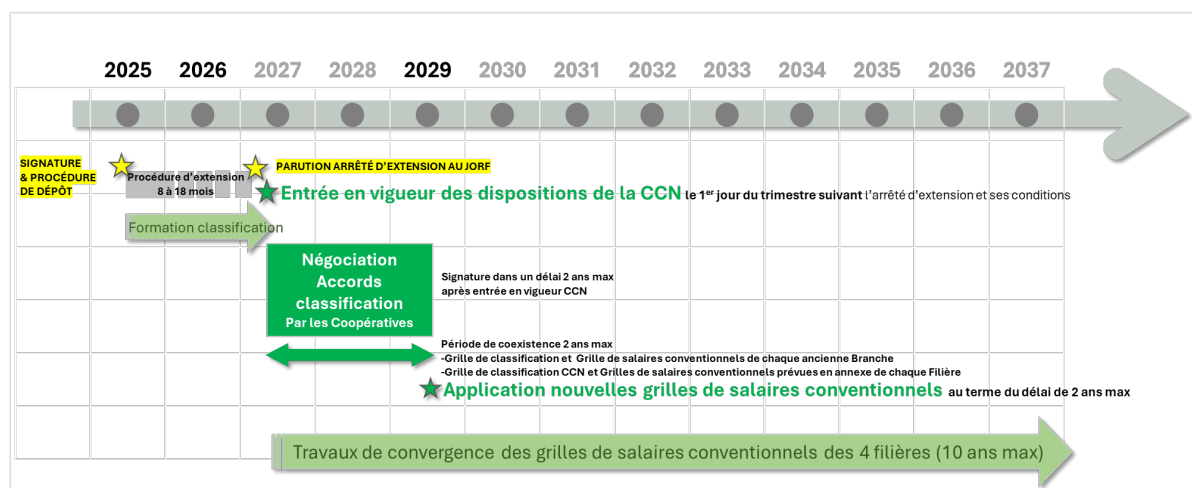 2025 2026 2027 2028 2029 2030 2031 2032 2033 2034 2035 2036 2037
SIGNATURE
& PROCÉDURE
DE DÉPÔT
Procédure d'extension
8 à 18 mois
PARUTION ARRÊTÉ D'EXTENSION AU JORF
Entrée en vigueur des dispositions de la CCN le 1er jour du trimestre suivant l'arrêté d'extension et ses conditions
Formation classification
Négociation
Accords
classification
Par les Coopératives
Signature dans un délai 2 ans max
après entrée en vigueur CCN
Période de coexistence 2 ans max
-Grille de classification et Grille de salaires conventionnels de chaque ancienne Branche
-Grille de classification CCN et Grilles de salaires conventionnels prévues en annexe de chaque Filière
Application nouvelles grilles de salaires conventionnels au terme du délai de 2 ans max
Travaux de convergence des grilles de salaires conventionnels des 4 filières (10 ans max)